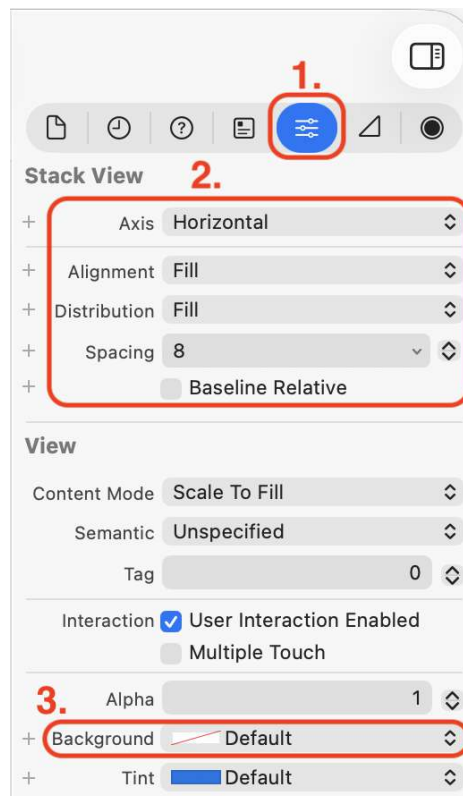 1.
?
Stack View
2.
Axis Horizontal
Alignment Fill
Distribution Fill
Spacing 8
Baseline Relative
View
Content Mode Scale To Fill
Semantic Unspecified
Tag 0
Interaction User Interaction Enabled
Multiple Touch
Alpha 1
3.
Background Default
Tint Default